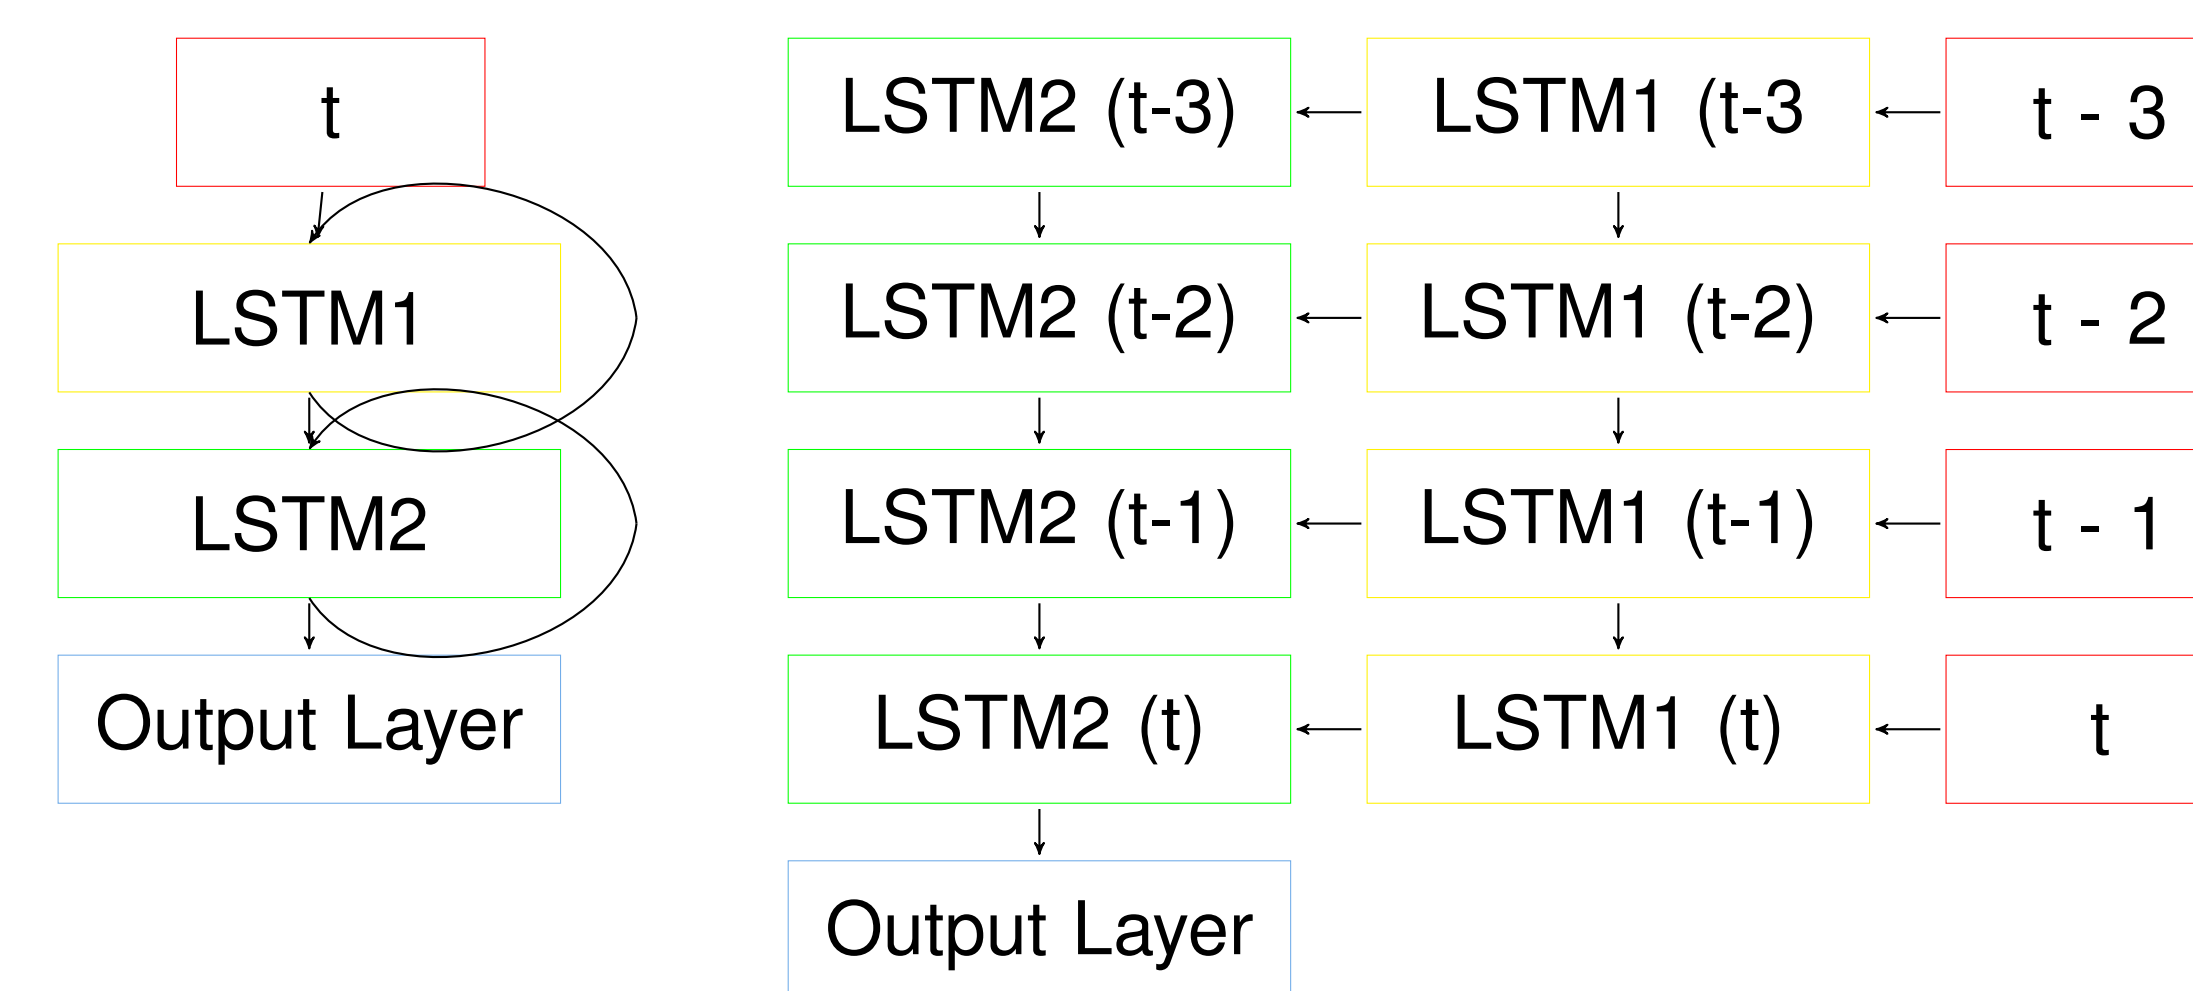 t
LSTM1
LSTM2
Output Layer
LSTM2 (t-3)
LSTM1 (t-3
t - 3
LSTM2 (t-2)
LSTM1 (t-2)
t - 2
LSTM2 (t-1)
LSTM1 (t-1)
t - 1
LSTM2 (t)
LSTM1 (t)
t
Output Layer